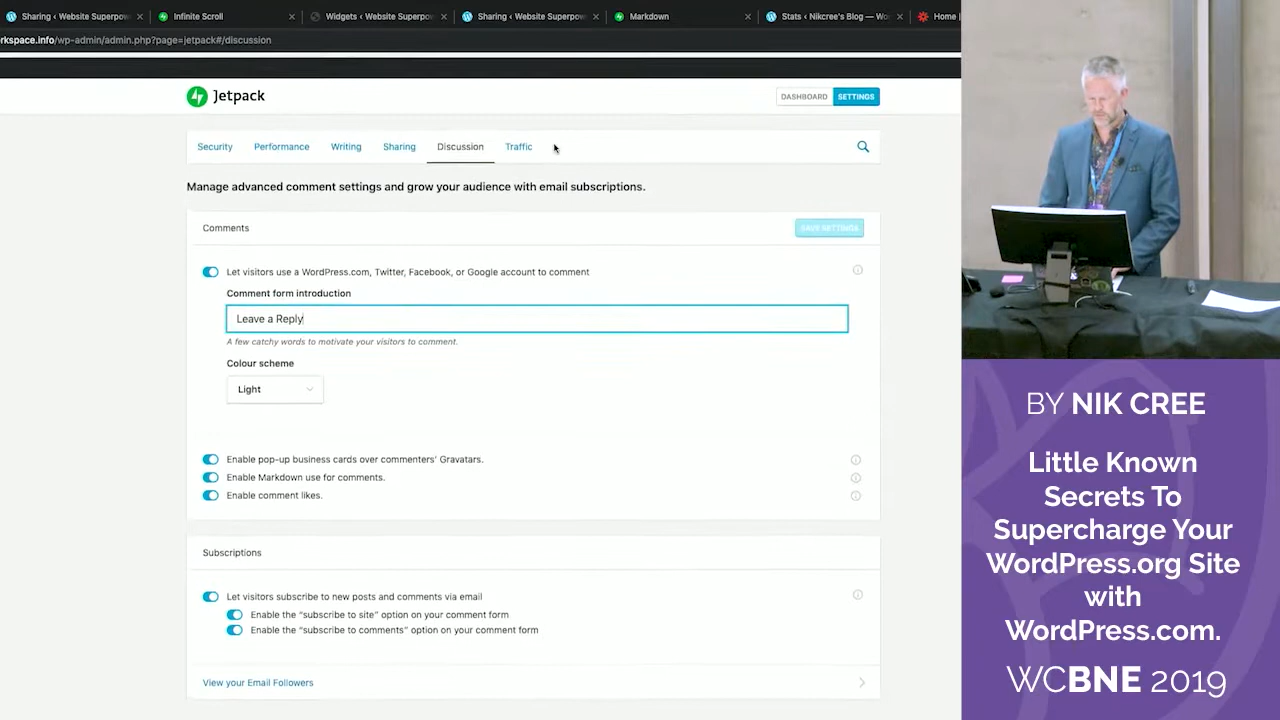 Sharing ‹ Website Superpow
Infinite Scroll
Widgets ‹ Website Superpow
Sharing ‹ Website Superpow
Markdown
Stats ‹ Nikcree's Blog — Wo
Home |
rkspace.info/wp-admin/admin.php?page=jetpack#/discussion
Jetpack
DASHBOARD
SETTINGS
Security
Performance
Writing
Sharing
Discussion
Traffic
Manage advanced comment settings and grow your audience with email subscriptions.
Comments
SAVE SETTINGS
Let visitors use a WordPress.com, Twitter, Facebook, or Google account to comment
Comment form introduction
Leave a Reply
A few catchy words to motivate your visitors to comment.
Colour scheme
Light
Enable pop-up business cards over commenters' Gravatars.
Enable Markdown use for comments.
Enable comment likes.
Subscriptions
Let visitors subscribe to new posts and comments via email
Enable the "subscribe to site" option on your comment form
Enable the "subscribe to comments" option on your comment form
View your Email Followers
BY NIK CREE
Little Known
Secrets To
Supercharge Your
WordPress.org Site
with
WordPress.com.
WCBNE 2019